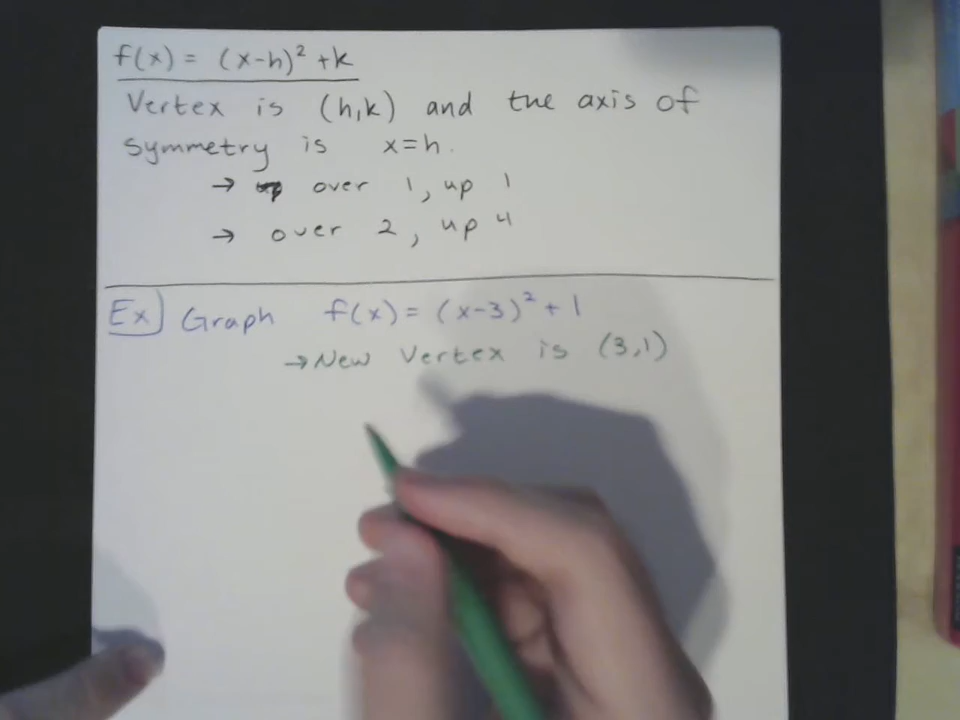 f(x) = (x-h)² + k
Vertex is (h,k) and the axis of
symmetry is x=h.
→ over 1, up 1
→ over 2, up 4
Ex) Graph f(x) = (x-3)² + 1
→ New Vertex is (3,1)